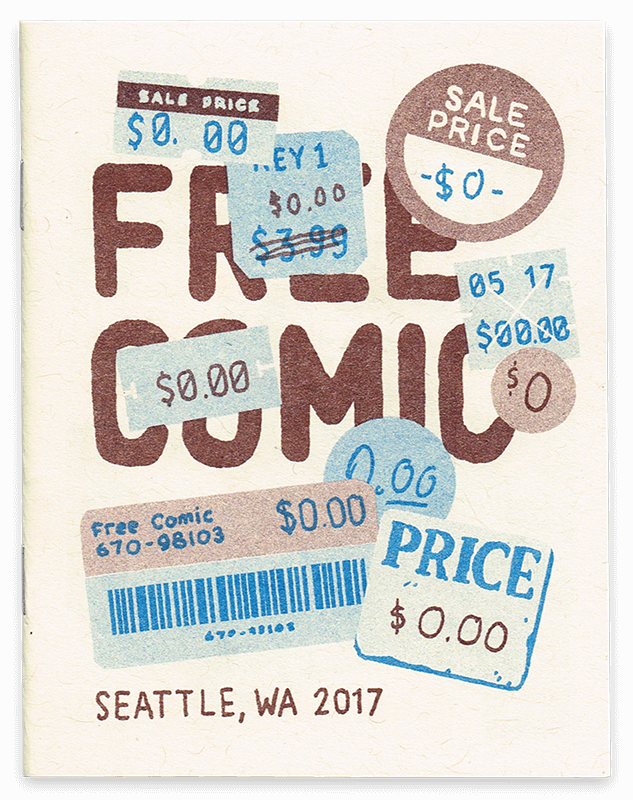 SALE PRICE
$0. 00
SALE
PRICE
-$0-
KEY 1
$0.00
$3.99
FREE
05 17
$00.00
COMIC
$0.00
$0
0.00
Free Comic
670-98103
$0.00
670-98103
PRICE
$0.00
SEATTLE, WA 2017